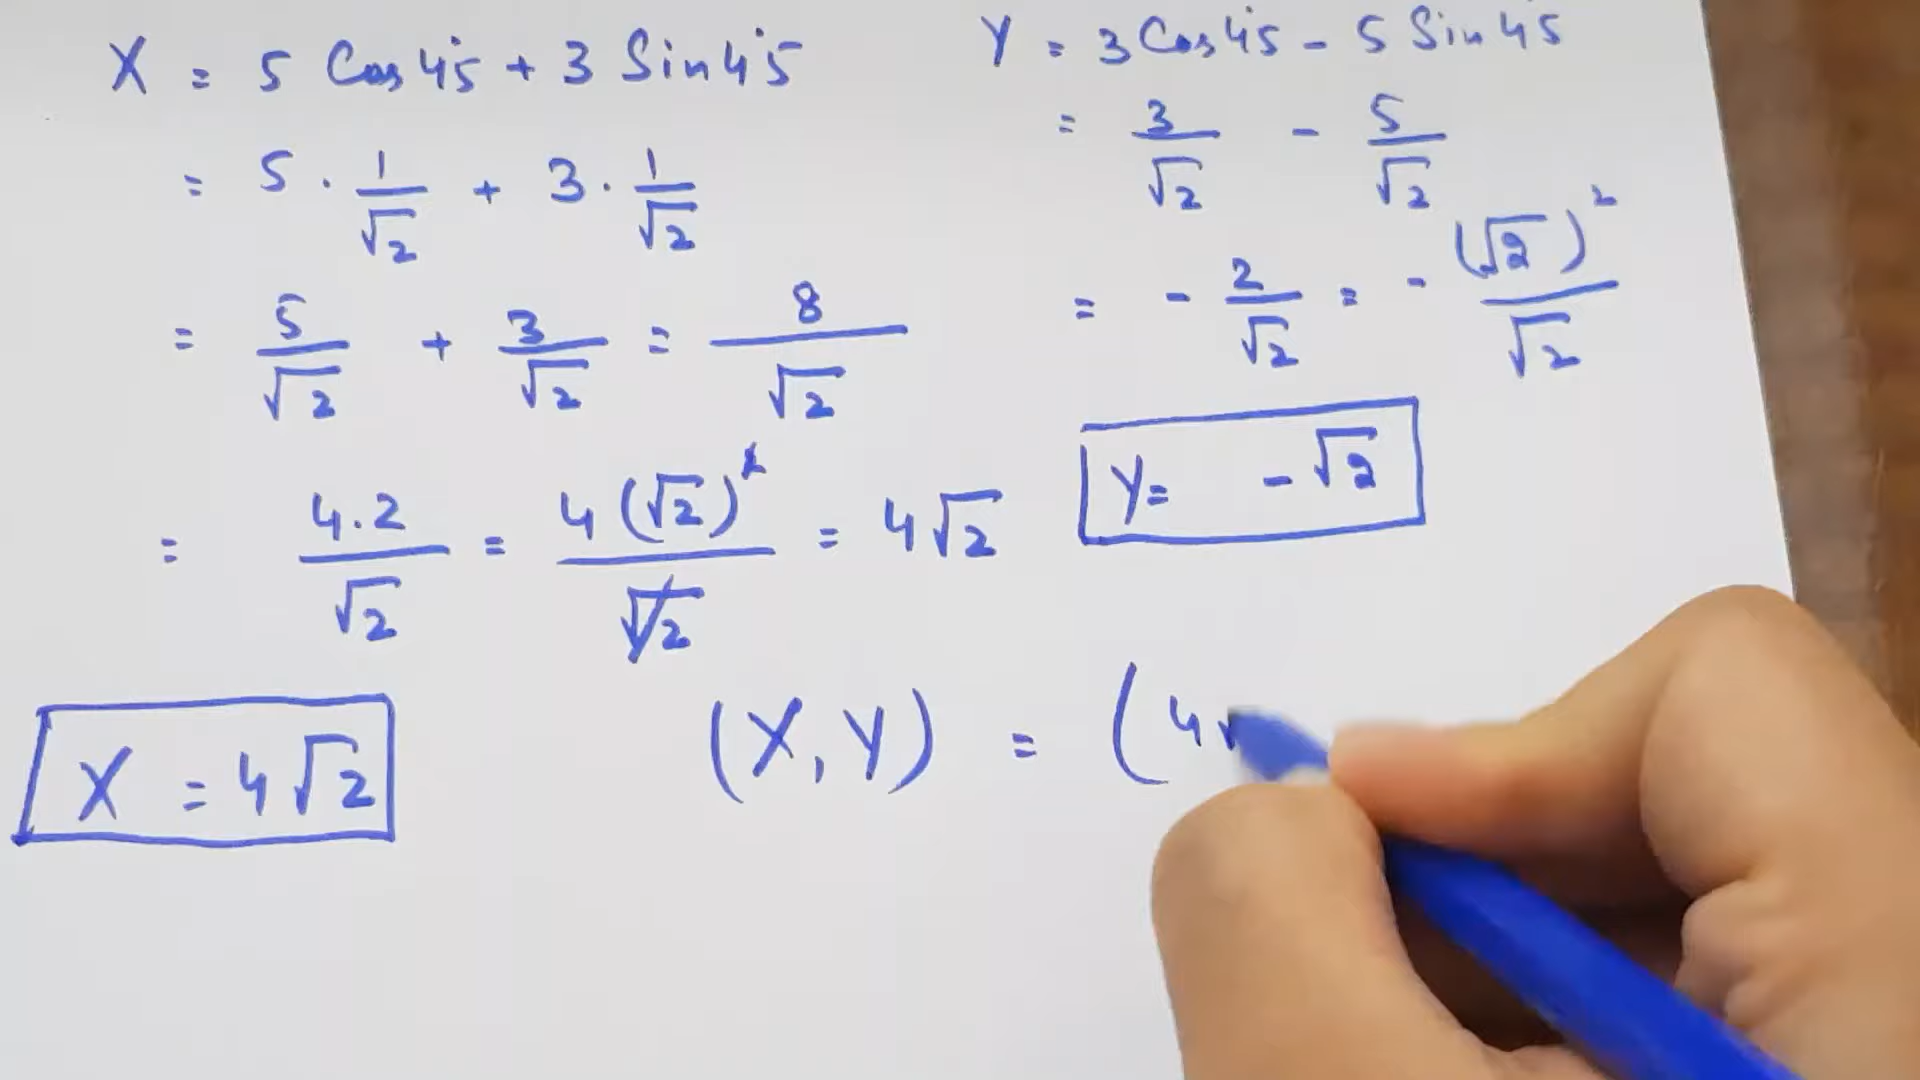 X = 5 Cos 45° + 3 Sin 45°
= 5 · 1/√2 + 3 · 1/√2
= 5/√2 + 3/√2 = 8/√2
= 4·2/√2 = 4(√2)²/√2 = 4√2
X = 4√2
Y = 3 Cos 45° - 5 Sin 45°
= 3/√2 - 5/√2
= - 2/√2 = - (√2)²/√2
Y = -√2
(X, Y) = (4